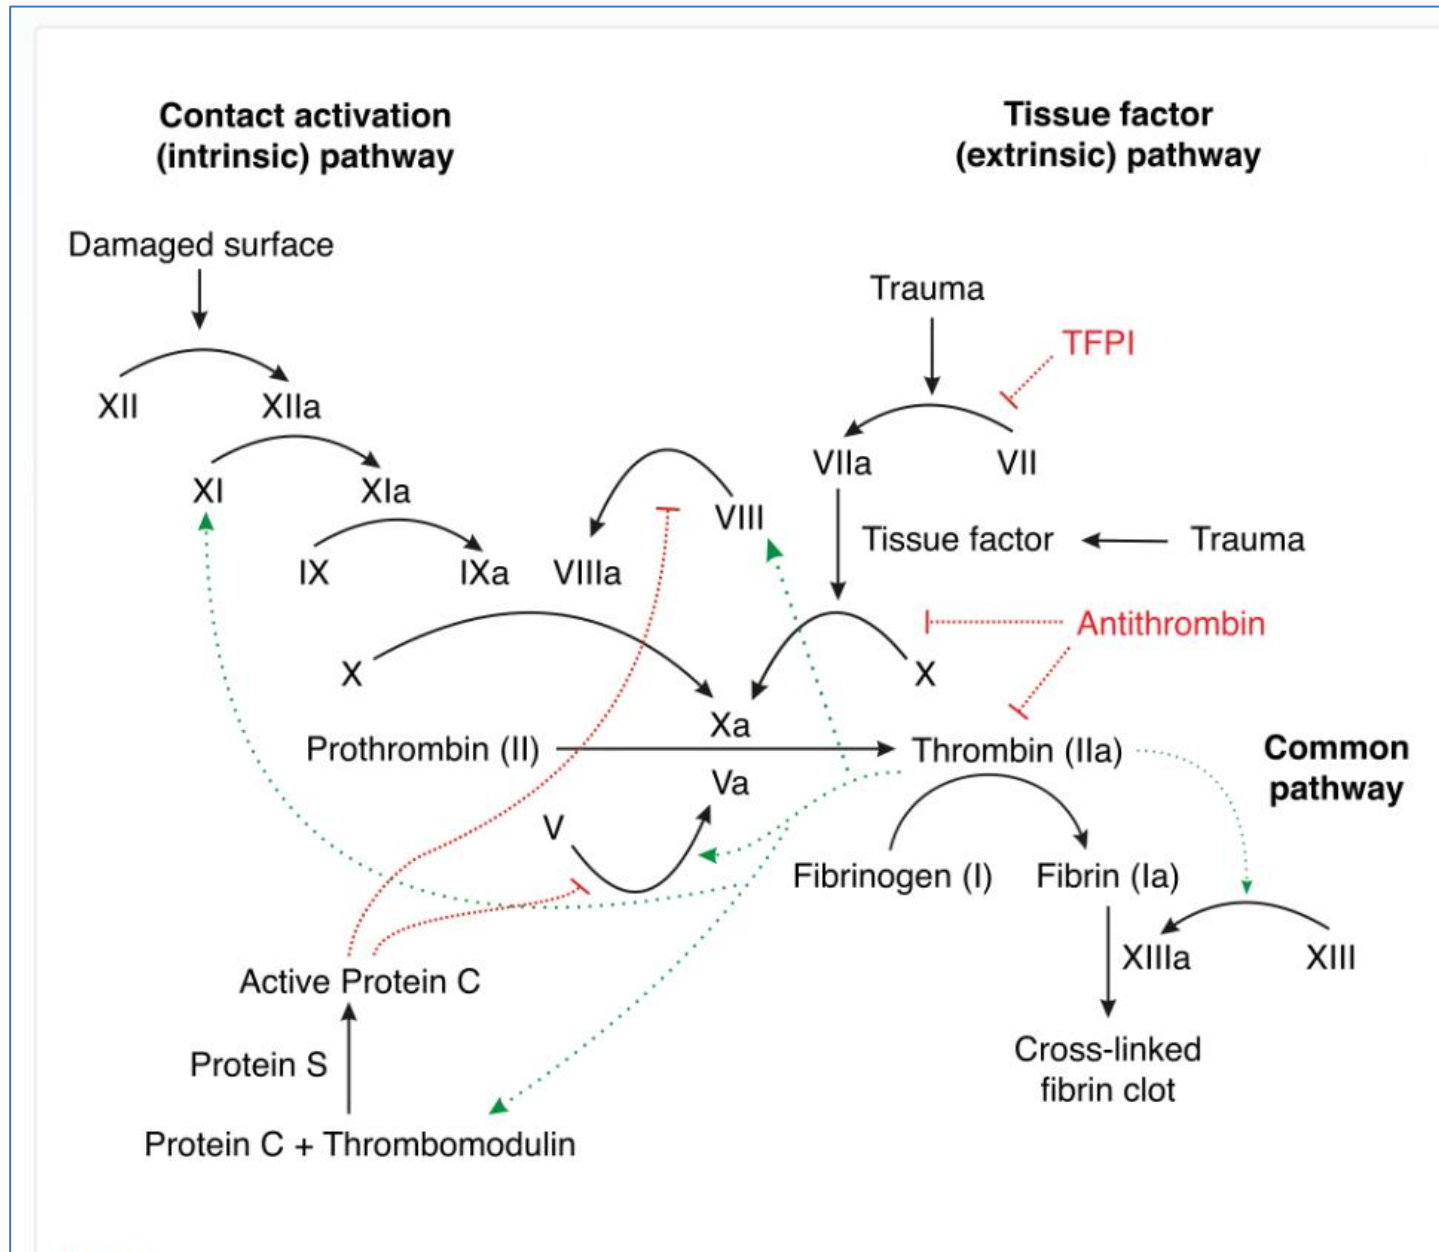 Contact activation
(intrinsic) pathway
Tissue factor
(extrinsic) pathway
Damaged surface
Trauma
TFPI
XII
XIIa
VIIa
VII
XI
XIa
VIII
Tissue factor
Trauma
IX
IXa
VIIIa
Antithrombin
X
X
Xa
Prothrombin (II)
Thrombin (IIa)
Common
pathway
Va
V
Fibrinogen (I)
Fibrin (Ia)
XIIIa
XIII
Active Protein C
Protein S
Cross-linked
fibrin clot
Protein C + Thrombomodulin